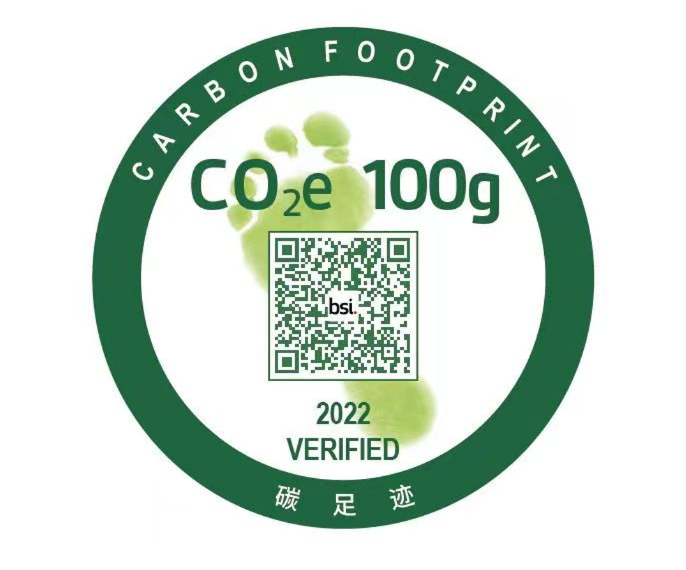 CARBON FOOTPRINT
CO₂e 100g
bsi.
2022
VERIFIED
碳足迹